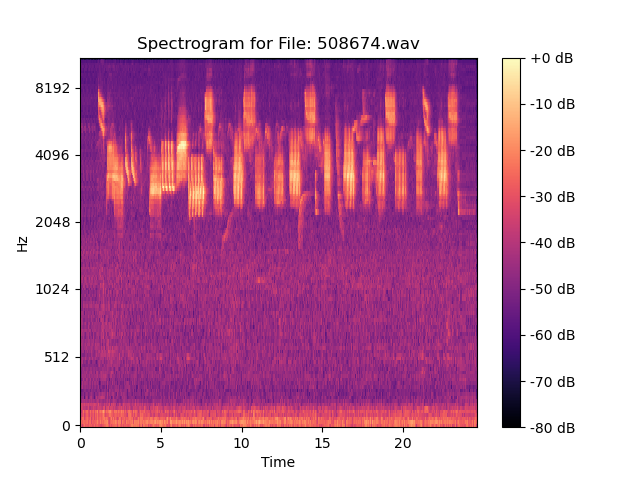 Spectrogram for File: 508674.wav
8192
4096
2048
1024
512
0
Hz
0 5 10 15 20
Time
+0 dB
-10 dB
-20 dB
-30 dB
-40 dB
-50 dB
-60 dB
-70 dB
-80 dB